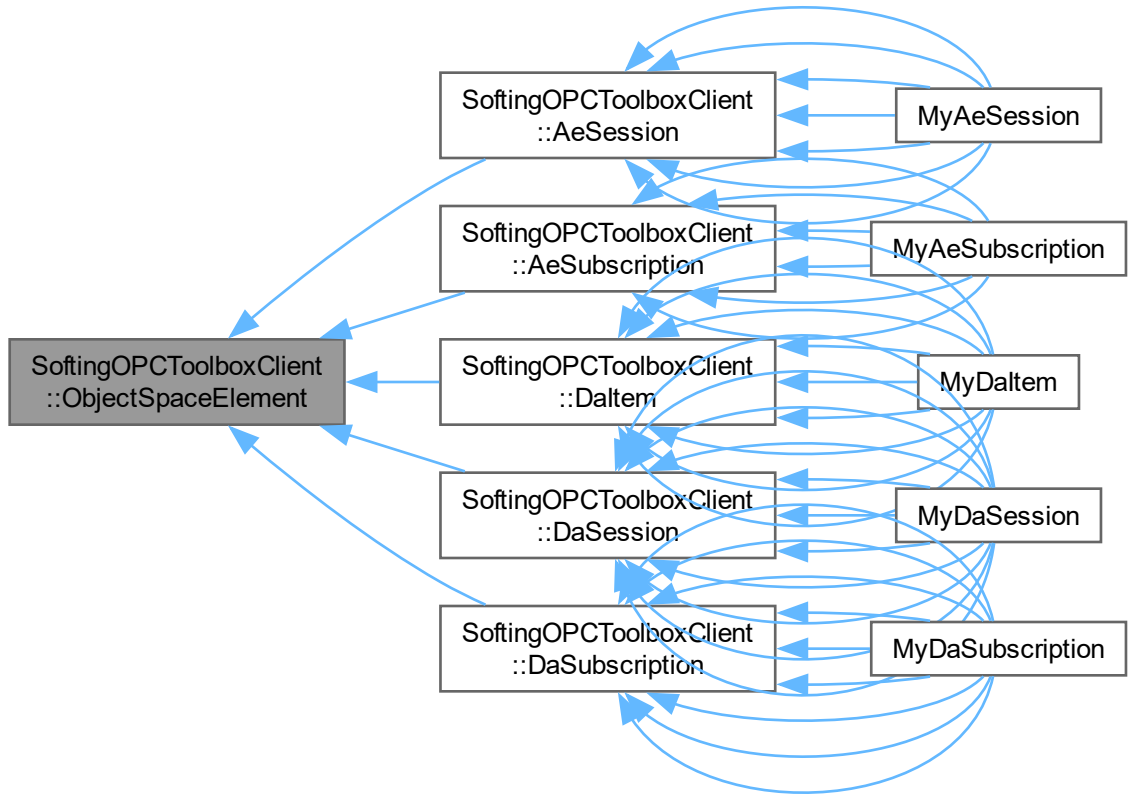 SoftingOPCToolboxClient
::ObjectSpaceElement
SoftingOPCToolboxClient
::AeSession
SoftingOPCToolboxClient
::AeSubscription
SoftingOPCToolboxClient
::DaItem
SoftingOPCToolboxClient
::DaSession
SoftingOPCToolboxClient
::DaSubscription
MyAeSession
MyAeSubscription
MyDaItem
MyDaSession
MyDaSubscription